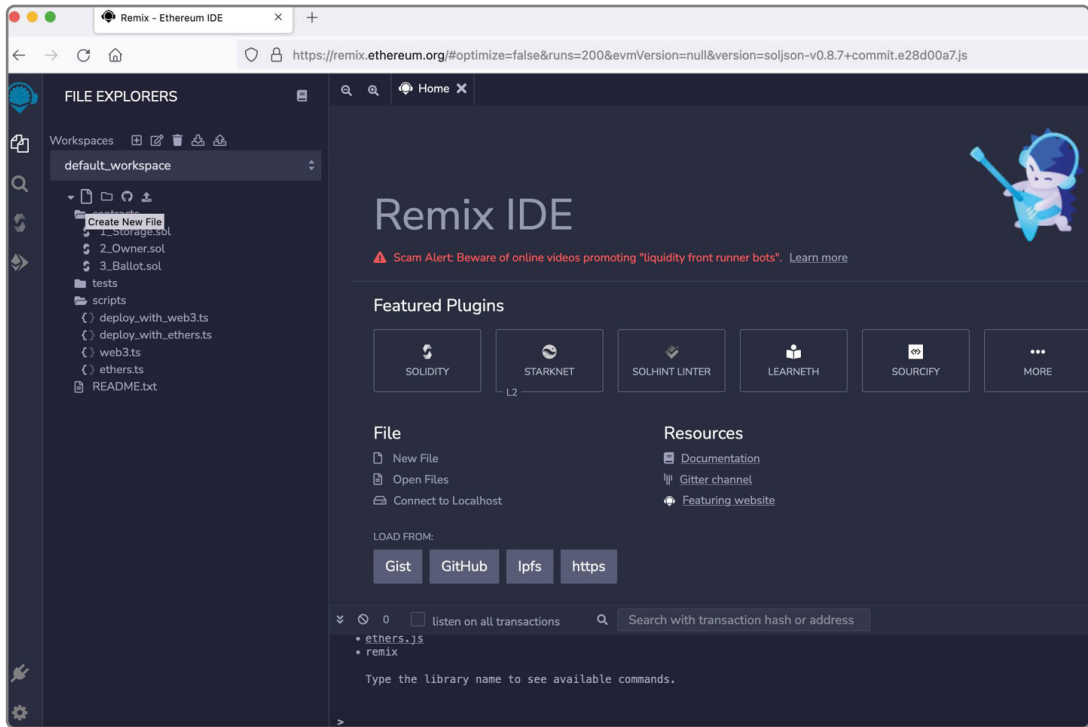 Remix - Ethereum IDE
https://remix.ethereum.org/#optimize=false&runs=200&evmVersion=null&version=soljson-v0.8.7+commit.e28d00a7.js
FILE EXPLORERS
Home
Workspaces
default_workspace
Create New File
1_Storage.sol
2_Owner.sol
3_Ballot.sol
tests
scripts
deploy_with_web3.ts
deploy_with_ethers.ts
web3.ts
ethers.ts
README.txt
Remix IDE
Scam Alert: Beware of online videos promoting "liquidity front runner bots". Learn more
Featured Plugins
SOLIDITY
STARKNET
L2
SOLHINT LINTER
LEARNETH
SOURCIFY
MORE
File
New File
Open Files
Connect to Localhost
Resources
Documentation
Gitter channel
Featuring website
LOAD FROM:
Gist GitHub Ipfs https
0 listen on all transactions Search with transaction hash or address
• ethers.js
• remix
Type the library name to see available commands.
>